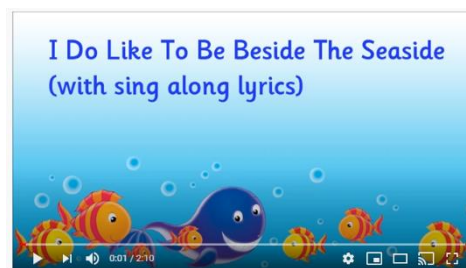 I Do Like To Be Beside The Seaside
(with sing along lyrics)
0:01 / 2:10